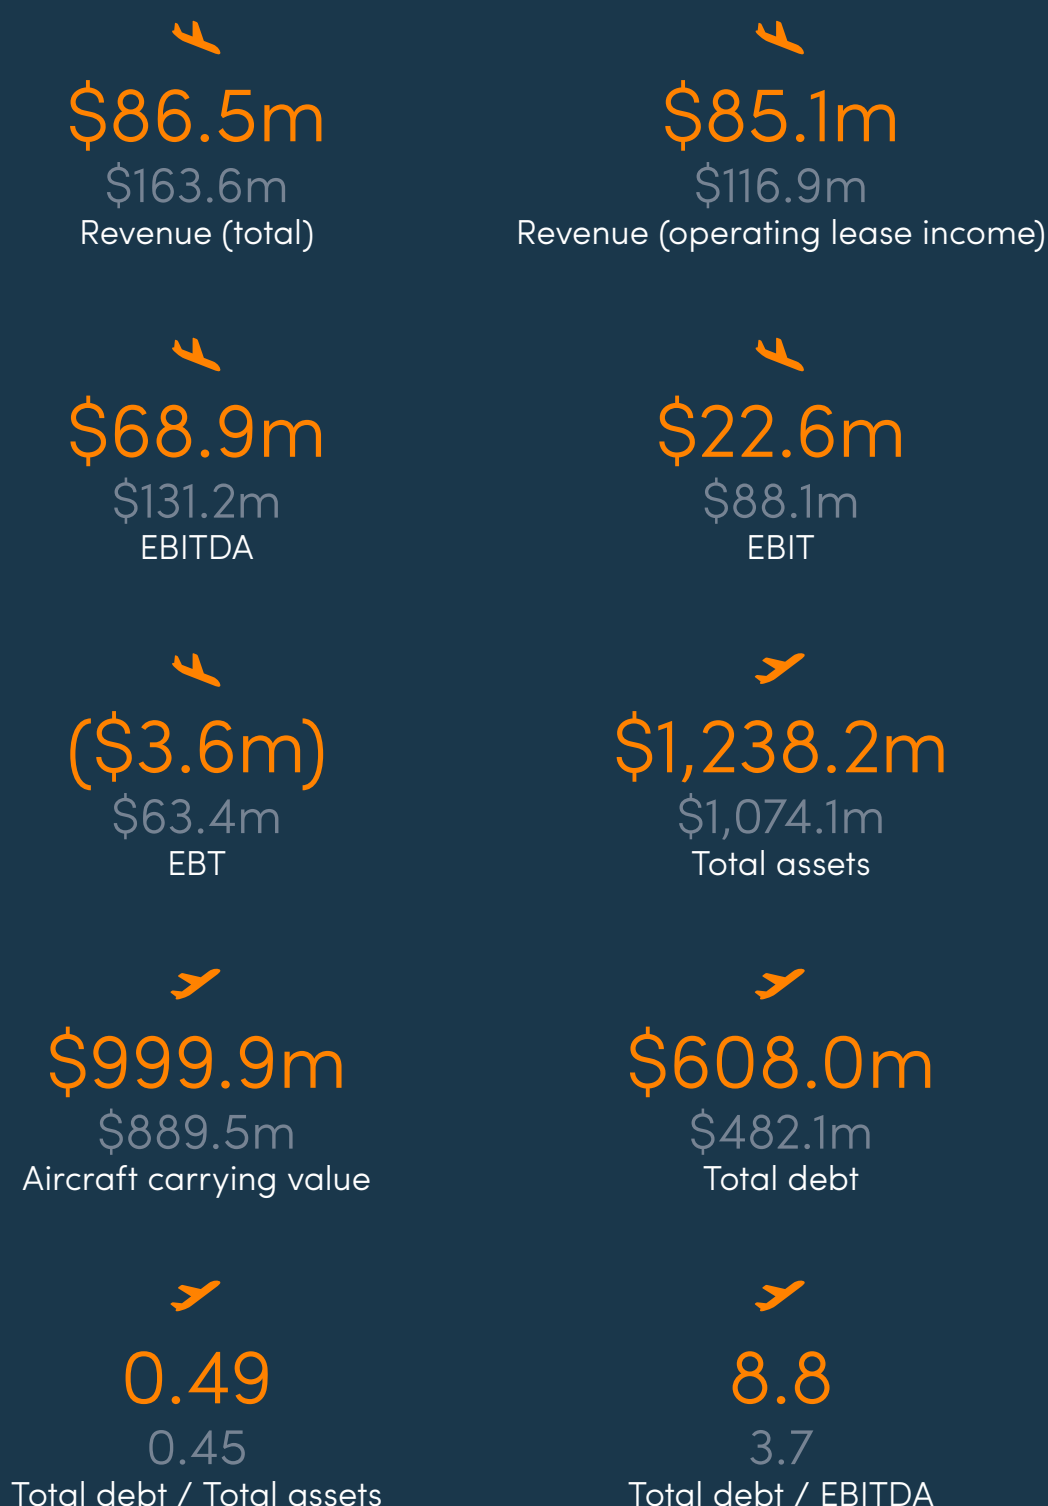 $86.5m
$163.6m
Revenue (total)
$85.1m
$116.9m
Revenue (operating lease income)
$68.9m
$131.2m
EBITDA
$22.6m
$88.1m
EBIT
($3.6m)
$63.4m
EBT
$1,238.2m
$1,074.1m
Total assets
$999.9m
$889.5m
Aircraft carrying value
$608.0m
$482.1m
Total debt
0.49
0.45
Total debt / Total assets
8.8
3.7
Total debt / EBITDA